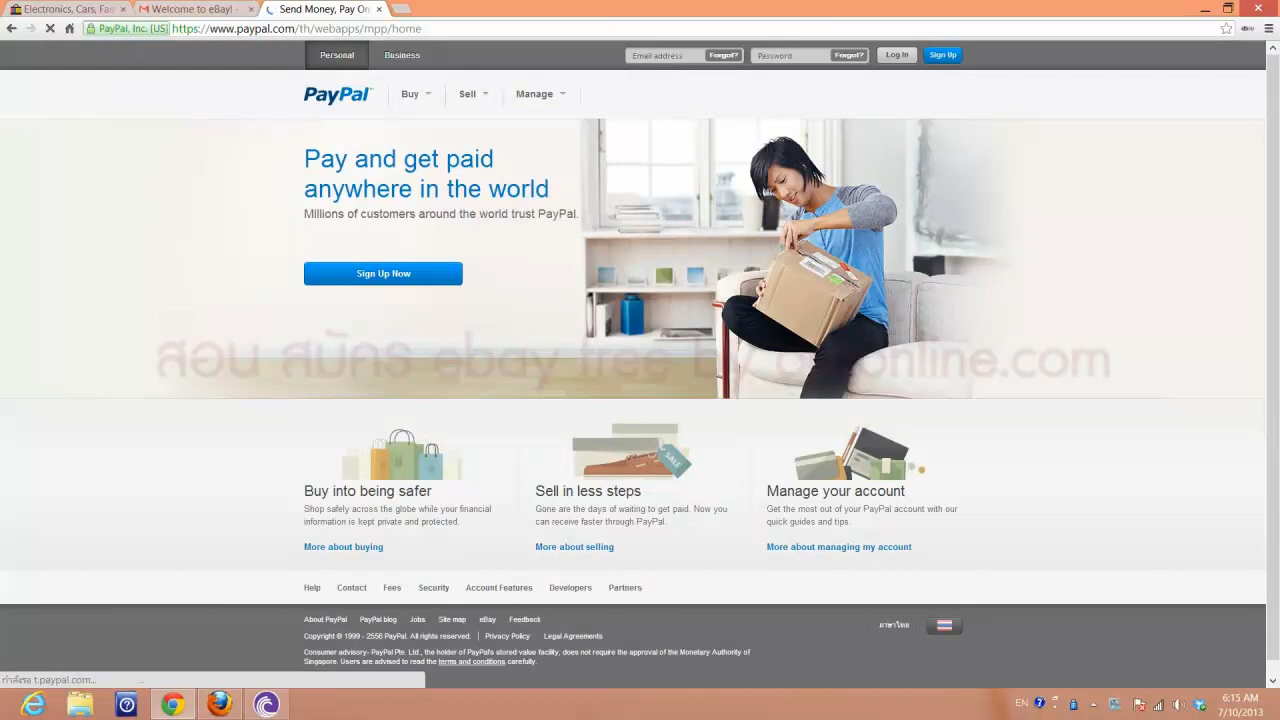 Electronics, Cars, Fas
Welcome to eBay! -
Send Money, Pay On
PayPal, Inc. [US]
https://www.paypal.com/th/webapps/mpp/home
Personal
Business
Email address
Forgot?
Password
Forgot?
Log In
Sign Up
PayPal
Buy
Sell
Manage
Pay and get paid
anywhere in the world
Millions of customers around the world trust PayPal.
Sign Up Now
สอน สมัคร ebay free by
online.com
SALE
Buy into being safer
Shop safely across the globe while your financial
information is kept private and protected.
More about buying
Sell in less steps
Gone are the days of waiting to get paid. Now you
can receive faster through PayPal.
More about selling
Manage your account
Get the most out of your PayPal account with our
quick guides and tips.
More about managing my account
Help Contact Fees Security Account Features Developers Partners
About PayPal PayPal blog Jobs Site map eBay Feedback
ภาษาไทย
Copyright © 1999 - 2556 PayPal. All rights reserved. | Privacy Policy Legal Agreements
Consumer advisory- PayPal Pte. Ltd., the holder of PayPal's stored value facility, does not require the approval of the Monetary Authority of
Singapore. Users are advised to read the terms and conditions carefully.
กำลังรอ t.paypal.com...
EN
6:15 AM
7/10/2013